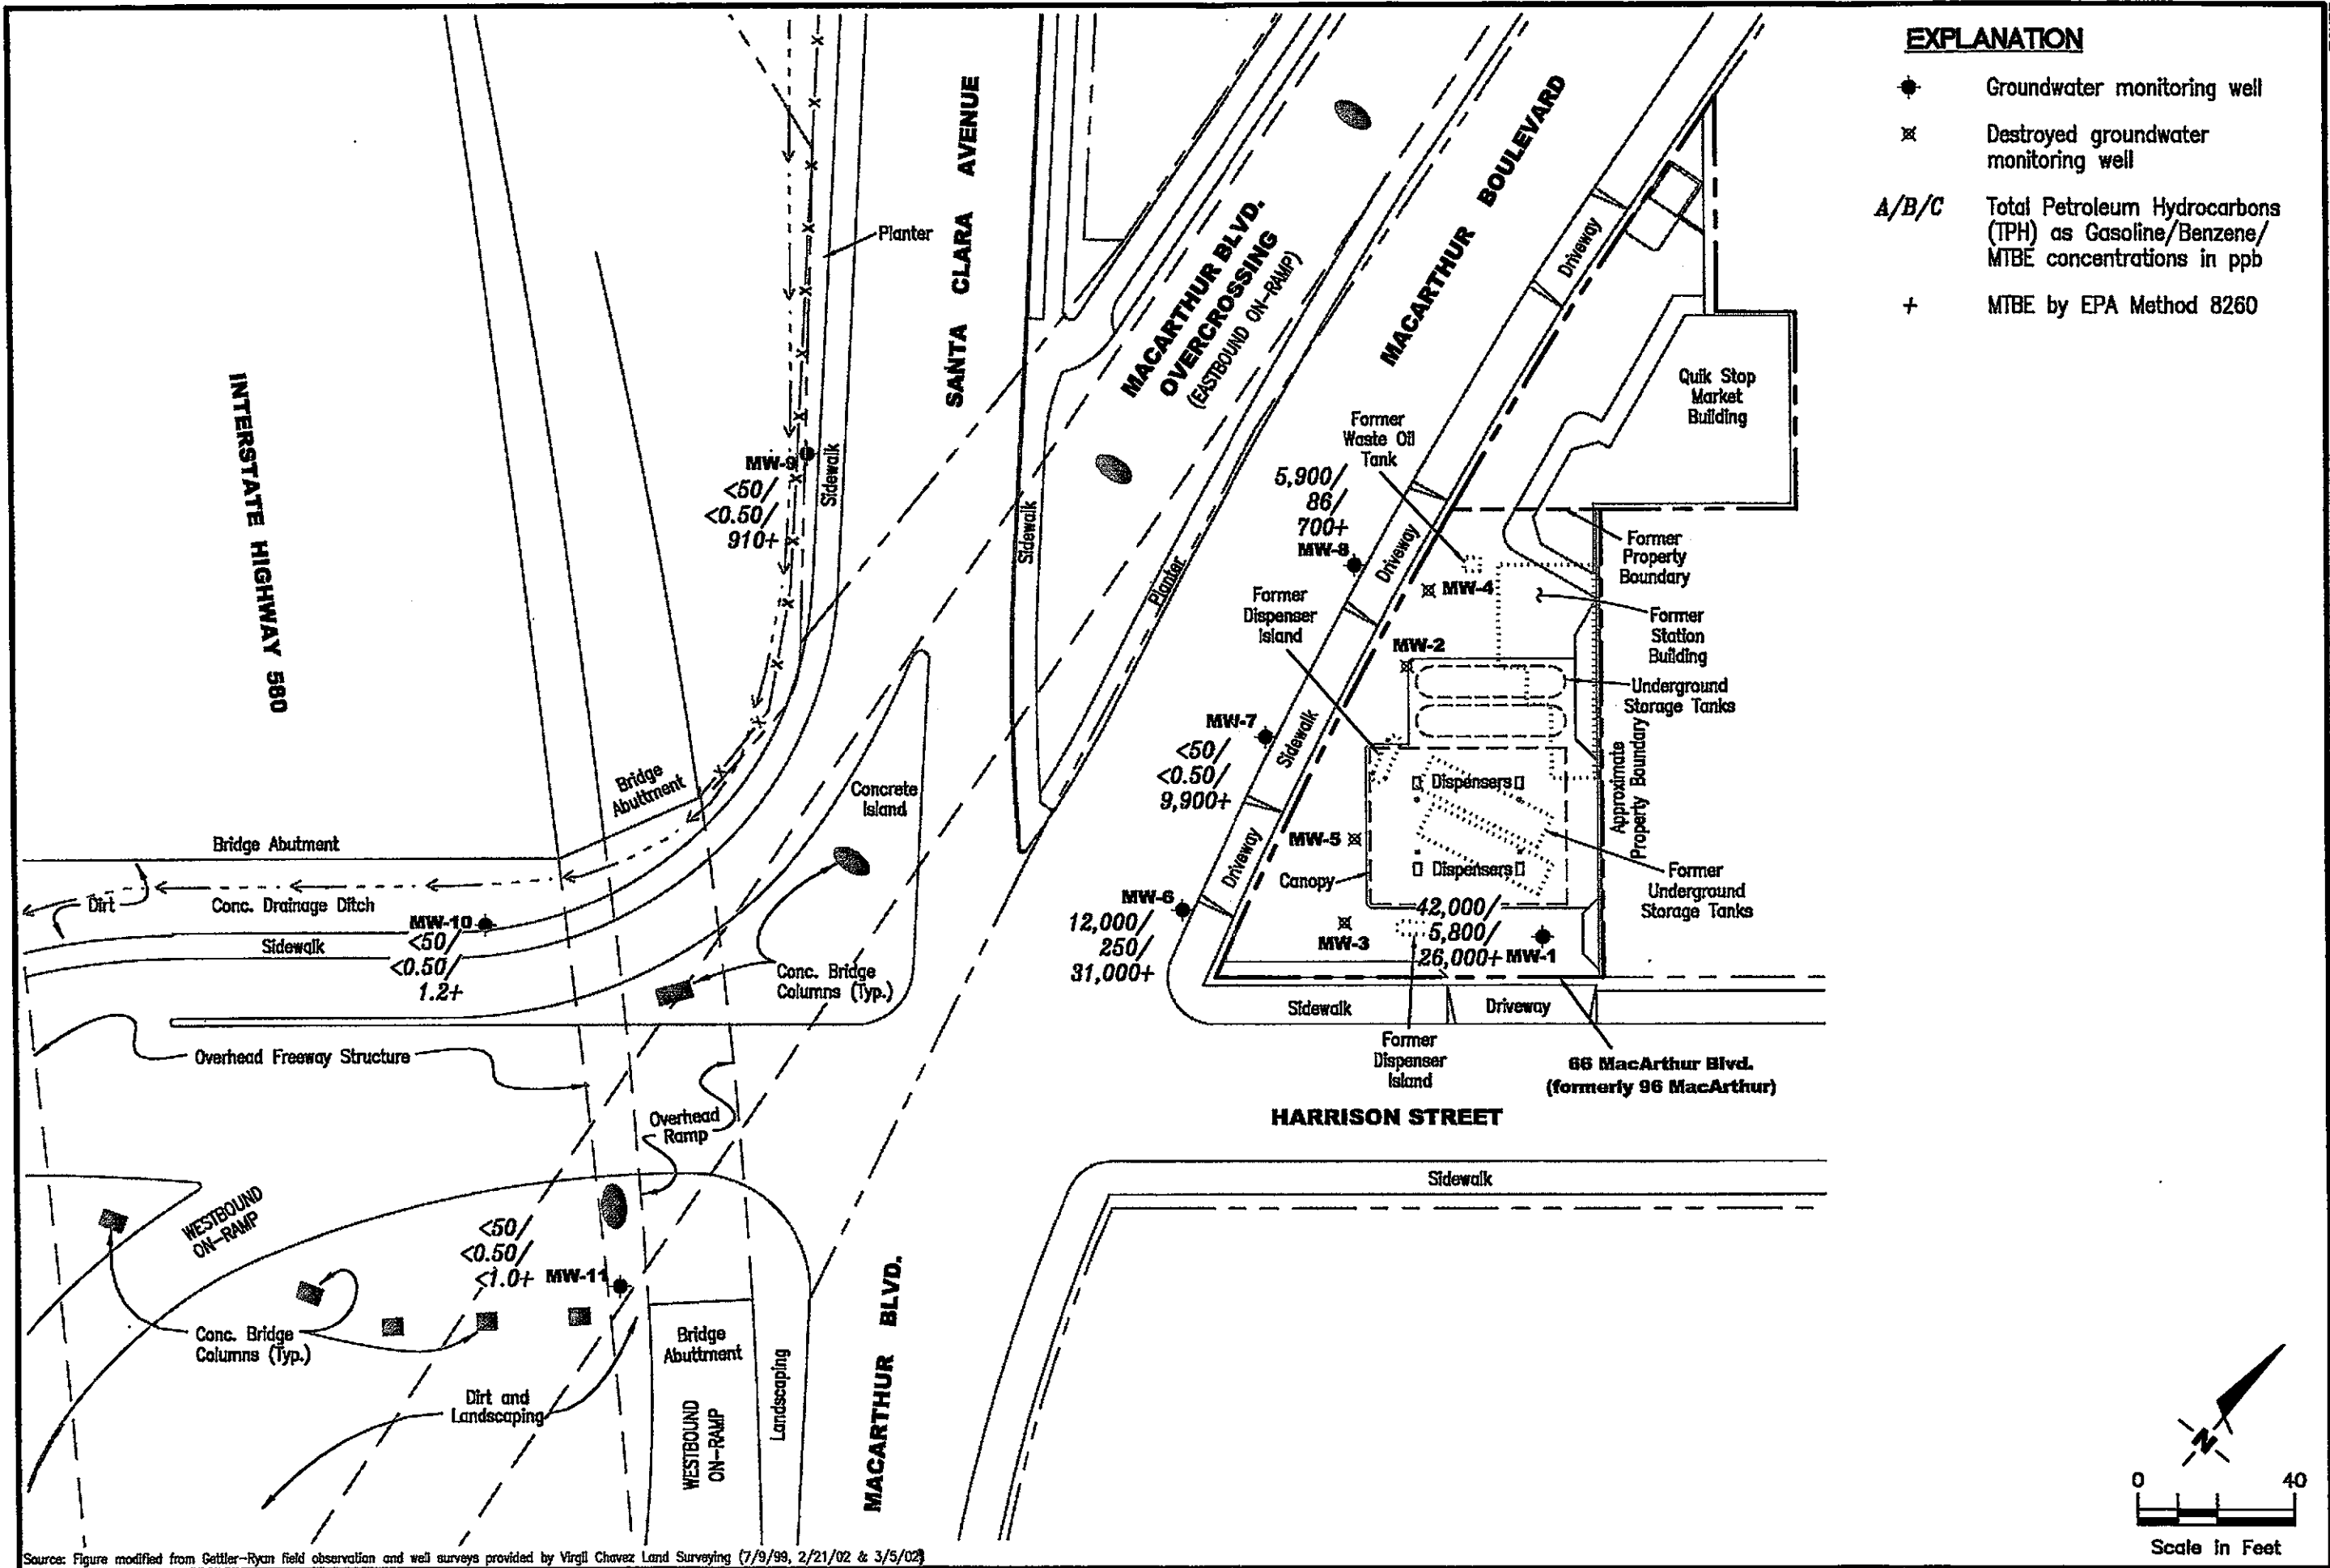 EXPLANATION
Groundwater monitoring well
Destroyed groundwater
monitoring well
A/B/C
Total Petroleum Hydrocarbons
(TPH) as Gasoline/Benzene/
MTBE concentrations in ppb
+
MTBE by EPA Method 8260
INTERSTATE HIGHWAY 580
SANTA CLARA AVENUE
MACARTHUR BLVD.
OVERCROSSING
(EASTBOUND ON-RAMP)
MACARTHUR BOULEVARD
Planter
Sidewalk
Sidewalk
Planter
Driveway
Quik Stop
Market
Building
MW-9
<50/
<0.50/
910+
Former
Waste Oil
Tank
5,900/
86/
700+
MW-8
Driveway
MW-4
Former
Property
Boundary
Former
Dispenser
Island
Former
Station
Building
MW-2
Underground
Storage Tanks
MW-7
<50/
<0.50/
9,900+
Sidewalk
Approximate
Property Boundary
Dispensers
Dispensers
MW-5
Canopy
Driveway
Former
Underground
Storage Tanks
MW-6
12,000/
250/
31,000+
MW-3
42,000/
5,800/
26,000+ MW-1
Bridge
Abuttment
Concrete
Island
Bridge Abutment
Dirt
Conc. Drainage Ditch
MW-10
<50/
<0.50/
1.2+
Sidewalk
Conc. Bridge
Columns (Typ.)
Sidewalk
Driveway
Former
Dispenser
Island
66 MacArthur Blvd.
(formerly 96 MacArthur)
HARRISON STREET
Overhead Freeway Structure
Overhead
Ramp
Sidewalk
WESTBOUND
ON-RAMP
<50/
<0.50/
<1.0+ MW-11
Conc. Bridge
Columns (Typ.)
Bridge
Abuttment
Dirt and
Landscaping
WESTBOUND
ON-RAMP
Landscaping
MACARTHUR BLVD.
N
0 40
Scale in Feet
Source: Figure modified from Gettler-Ryan field observation and well surveys provided by Virgil Chavez Land Surveying (7/9/99, 2/21/02 & 3/5/02)